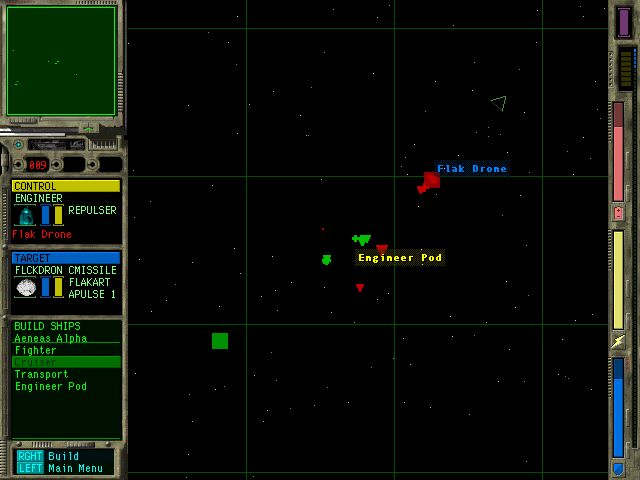 009
CONTROL
ENGINEER
REPULSER
Flak Drone
TARGET
FLCKDRON CMISSILE
FLAKART
APULSE 1
BUILD SHIPS
Aeneas Alpha
Fighter
Cruiser
Transport
Engineer Pod
RGHT Build
LEFT Main Menu
Flak Drone
Engineer Pod